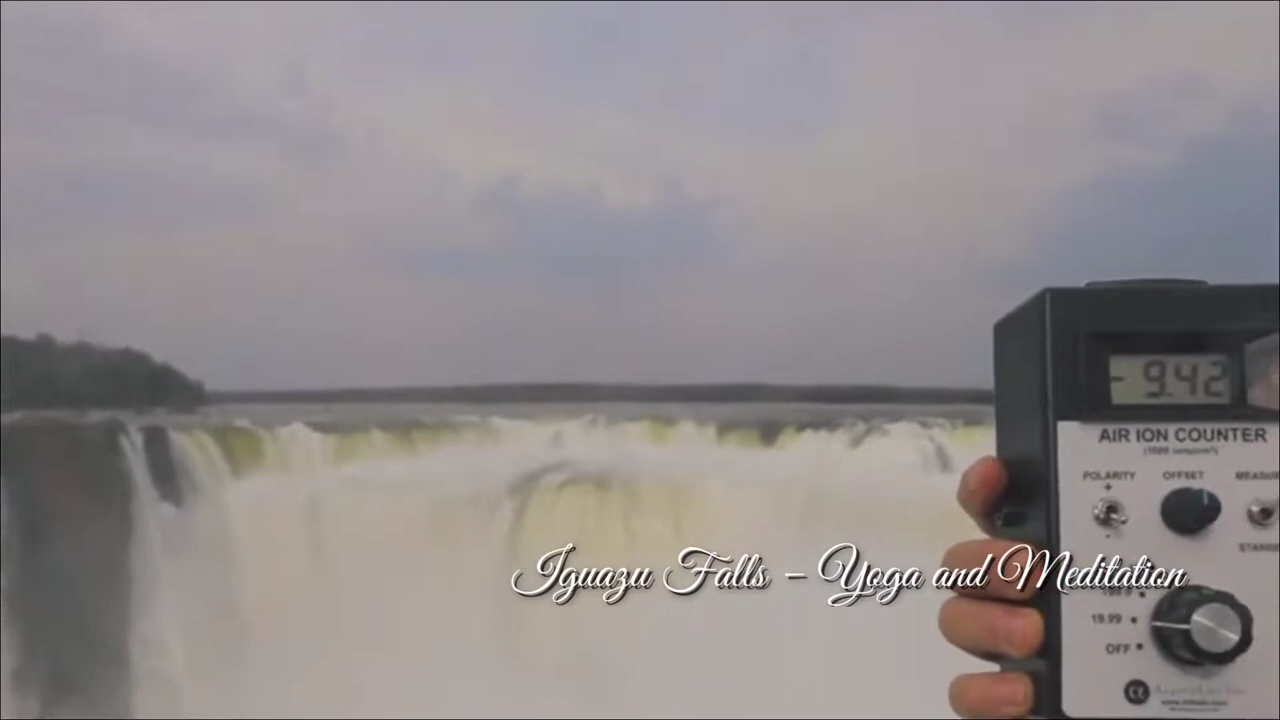 - 9.42
AIR ION COUNTER
POLARITY OFFSET
+
-
Iguazu Falls – Yoga and Meditation
19.99
OFF